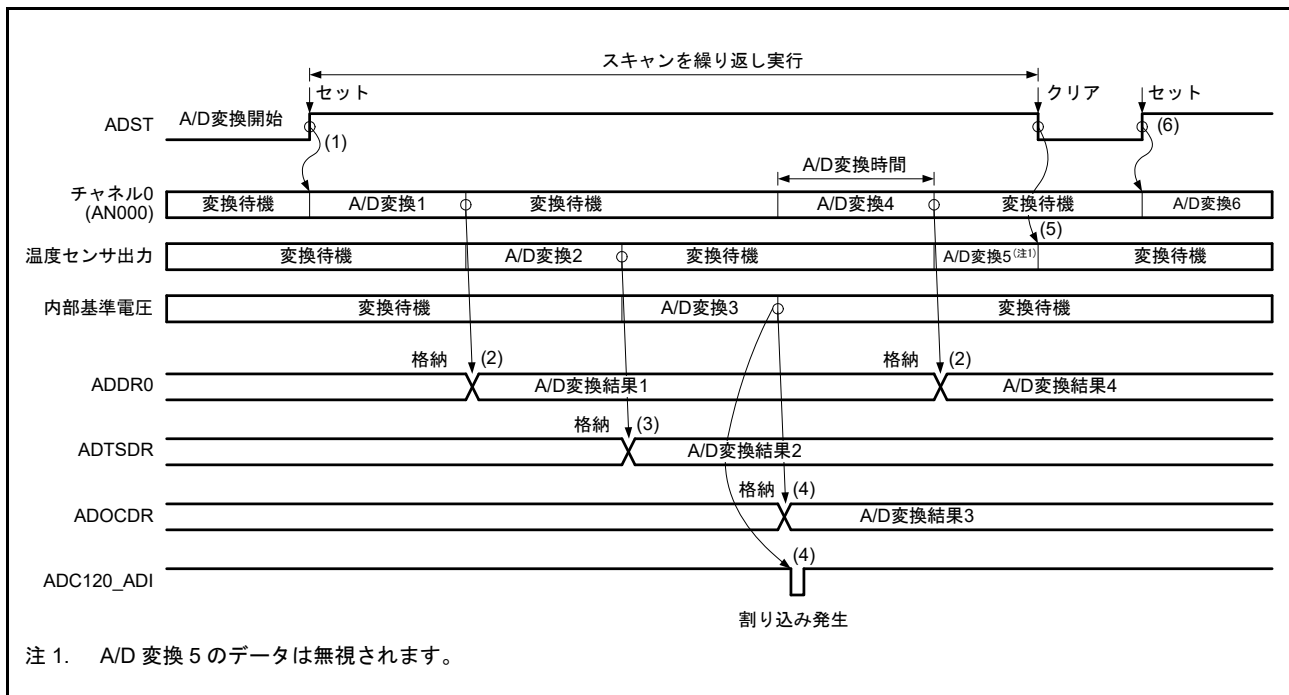 スキャンを繰り返し実行
セット
クリア
セット
ADST
A/D変換開始
(1)
(6)
A/D変換時間
チャネル0
(AN000)
変換待機
A/D変換1
変換待機
A/D変換4
変換待機
A/D変換6
(5)
温度センサ出力
変換待機
A/D変換2
変換待機
A/D変換5(注1)
変換待機
内部基準電圧
変換待機
A/D変換3
変換待機
格納
(2)
格納
(2)
ADDR0
A/D変換結果1
A/D変換結果4
格納
(3)
ADTSDR
A/D変換結果2
格納
(4)
ADOCDR
A/D変換結果3
(4)
ADC120_ADI
割り込み発生
注 1. A/D 変換 5 のデータは無視されます。